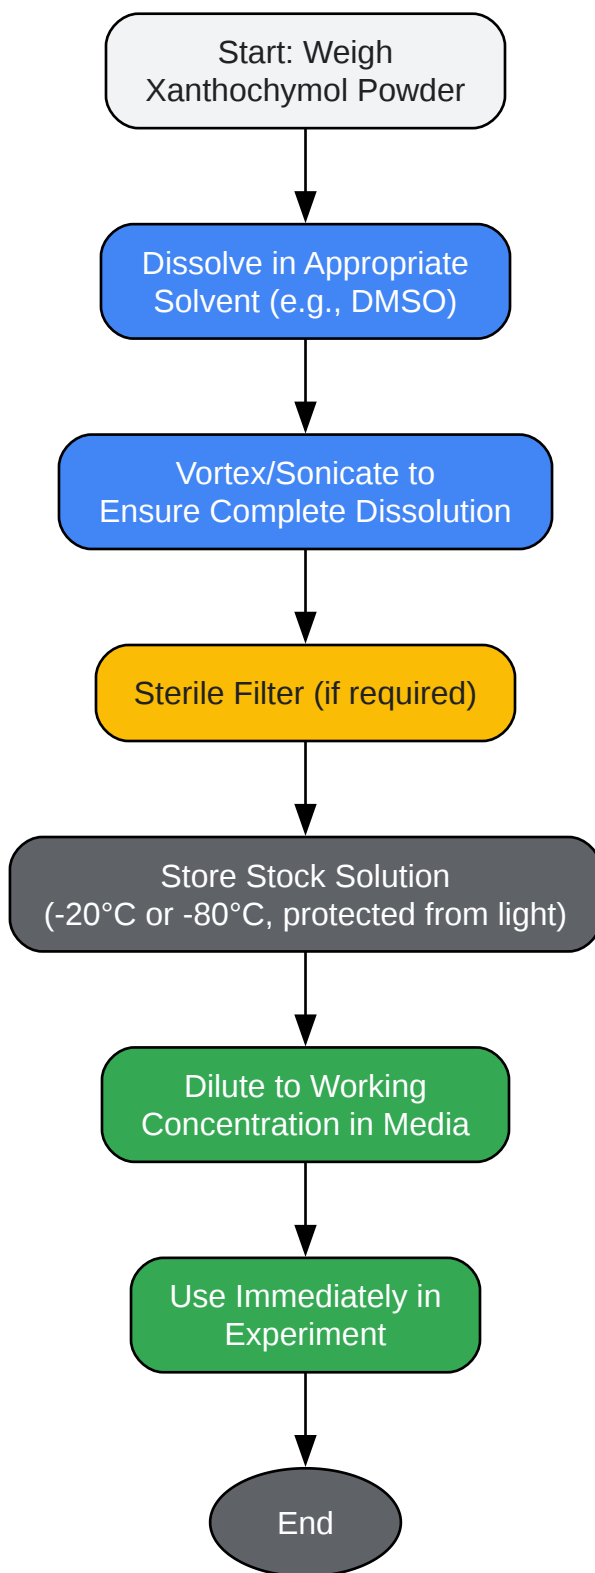 Start: Weigh
Xanthochymol Powder
Dissolve in Appropriate
Solvent (e.g., DMSO)
Vortex/Sonicate to
Ensure Complete Dissolution
Sterile Filter (if required)
Store Stock Solution
(-20°C or -80°C, protected from light)
Dilute to Working
Concentration in Media
Use Immediately in
Experiment
End